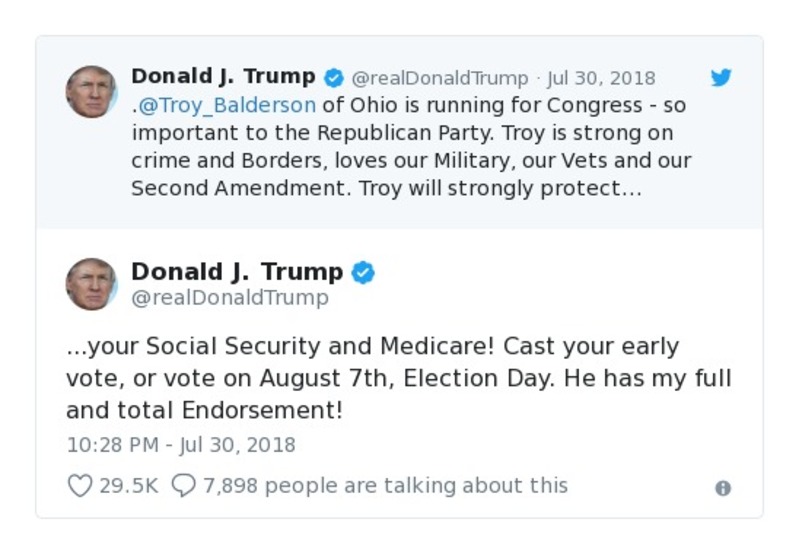 Donald J. Trump @realDonaldTrump · Jul 30, 2018
.@Troy_Balderson of Ohio is running for Congress - so
important to the Republican Party. Troy is strong on
crime and Borders, loves our Military, our Vets and our
Second Amendment. Troy will strongly protect...
Donald J. Trump
@realDonaldTrump
...your Social Security and Medicare! Cast your early
vote, or vote on August 7th, Election Day. He has my full
and total Endorsement!
10:28 PM - Jul 30, 2018
29.5K 7,898 people are talking about this